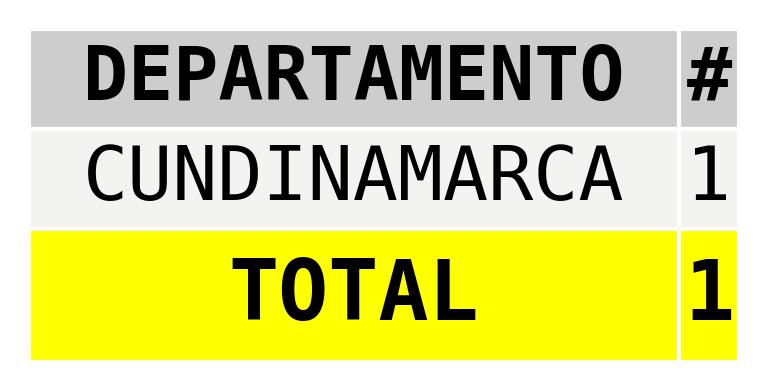 DEPARTAMENTO #
CUNDINAMARCA 1
TOTAL 1